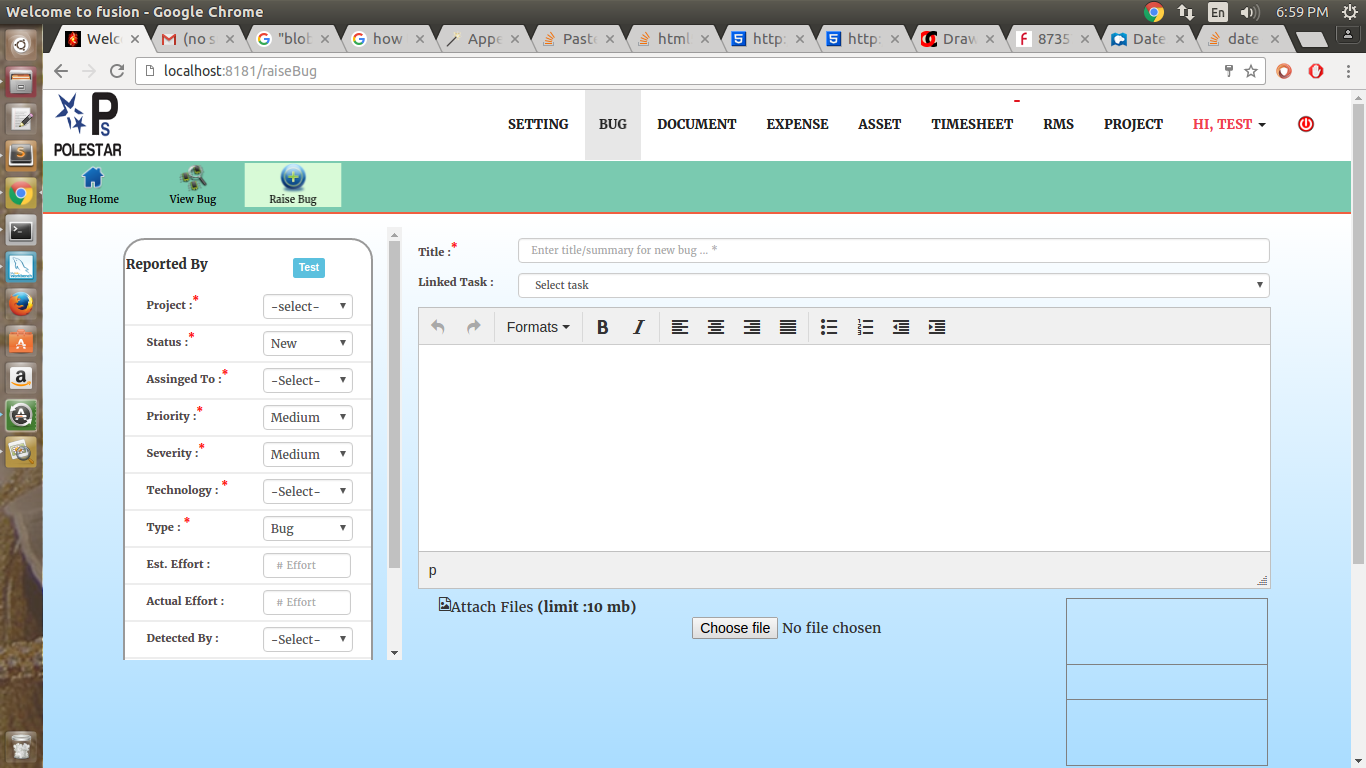 Welcome to fusion - Google Chrome
En
6:59 PM
Welc
(no s
"blob
how
Appe
Paste
html
http:
http:
Draw
8735
Date
date
localhost:8181/raiseBug
Ps
POLESTAR
SETTING
BUG
DOCUMENT
EXPENSE
ASSET
TIMESHEET
RMS
PROJECT
HI, TEST
Bug Home
View Bug
Raise Bug
Reported By
Test
Project :*
-select-
Status :*
New
Assinged To :*
-Select-
Priority :*
Medium
Severity :*
Medium
Technology : *
-Select-
Type : *
Bug
Est. Effort :
# Effort
Actual Effort :
# Effort
Detected By :
-Select-
Title :*
Enter title/summary for new bug ... *
Linked Task :
Select task
Formats
B
I
p
Attach Files (limit :10 mb)
Choose file No file chosen